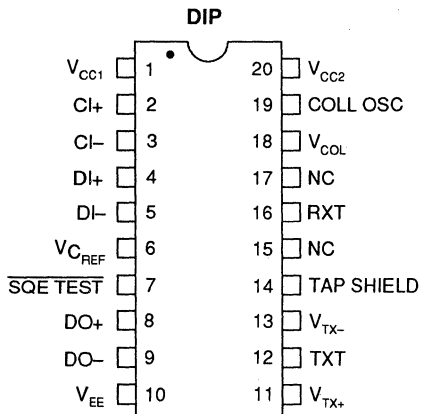 DIP
VCC1 1 20 VCC2
CI+ 2 19 COLL OSC
CI– 3 18 VCOL
DI+ 4 17 NC
DI– 5 16 RXT
VCREF 6 15 NC
SQE TEST 7 14 TAP SHIELD
DO+ 8 13 VTX–
DO– 9 12 TXT
VEE 10 11 VTX+